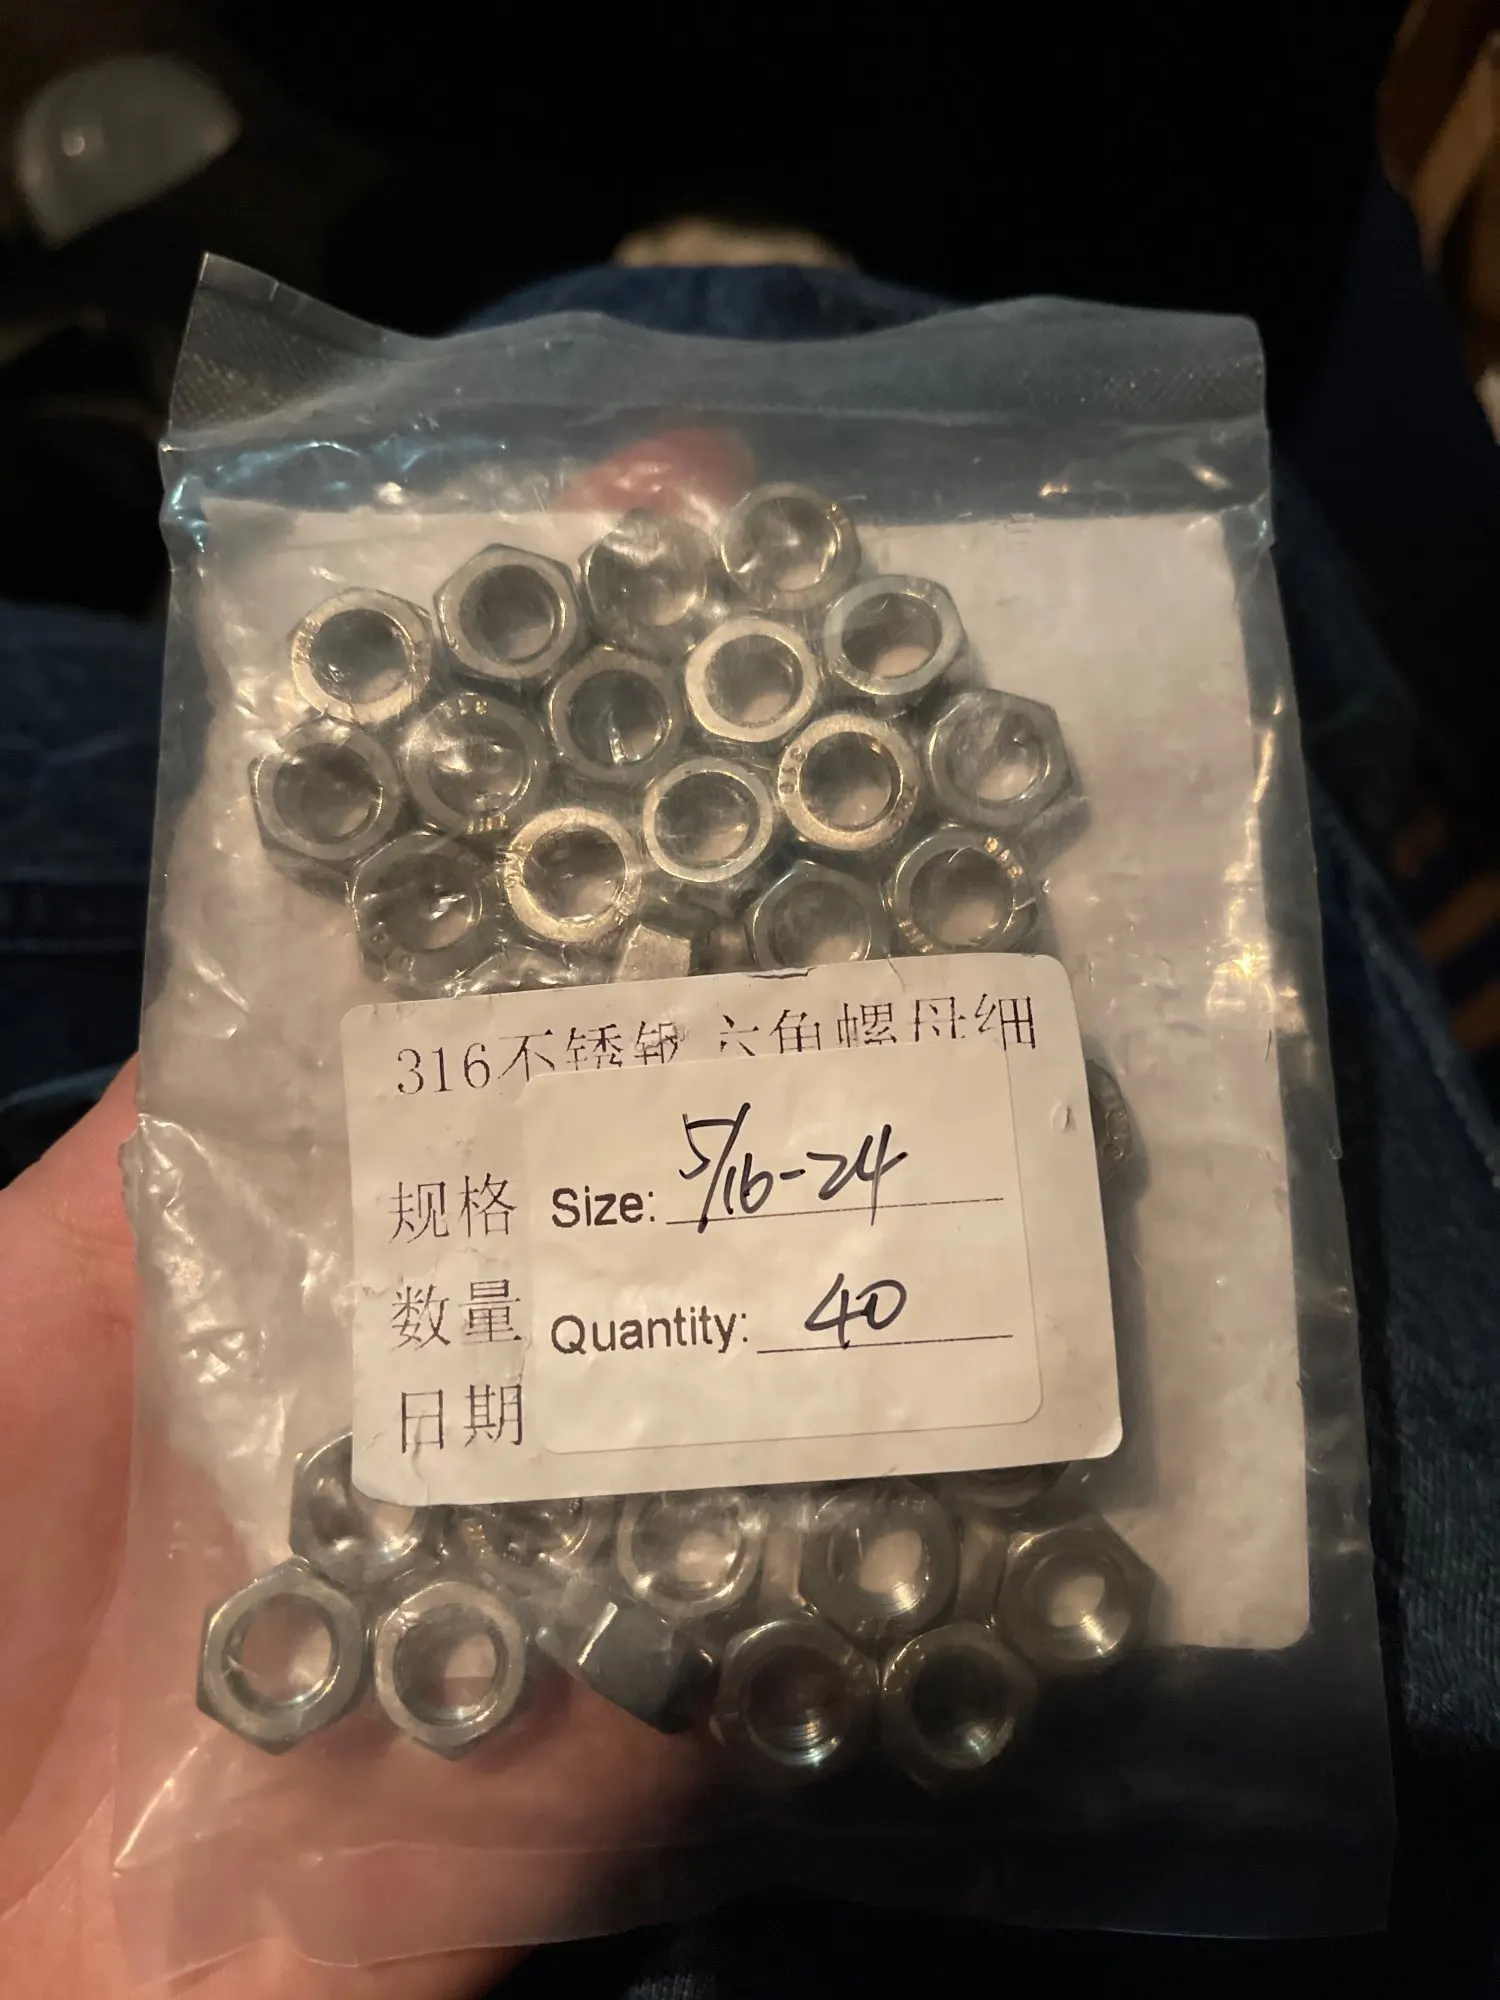 316不锈钢 六角螺母细
规格 Size: 5/16-24
数量 Quantity: 40
日期